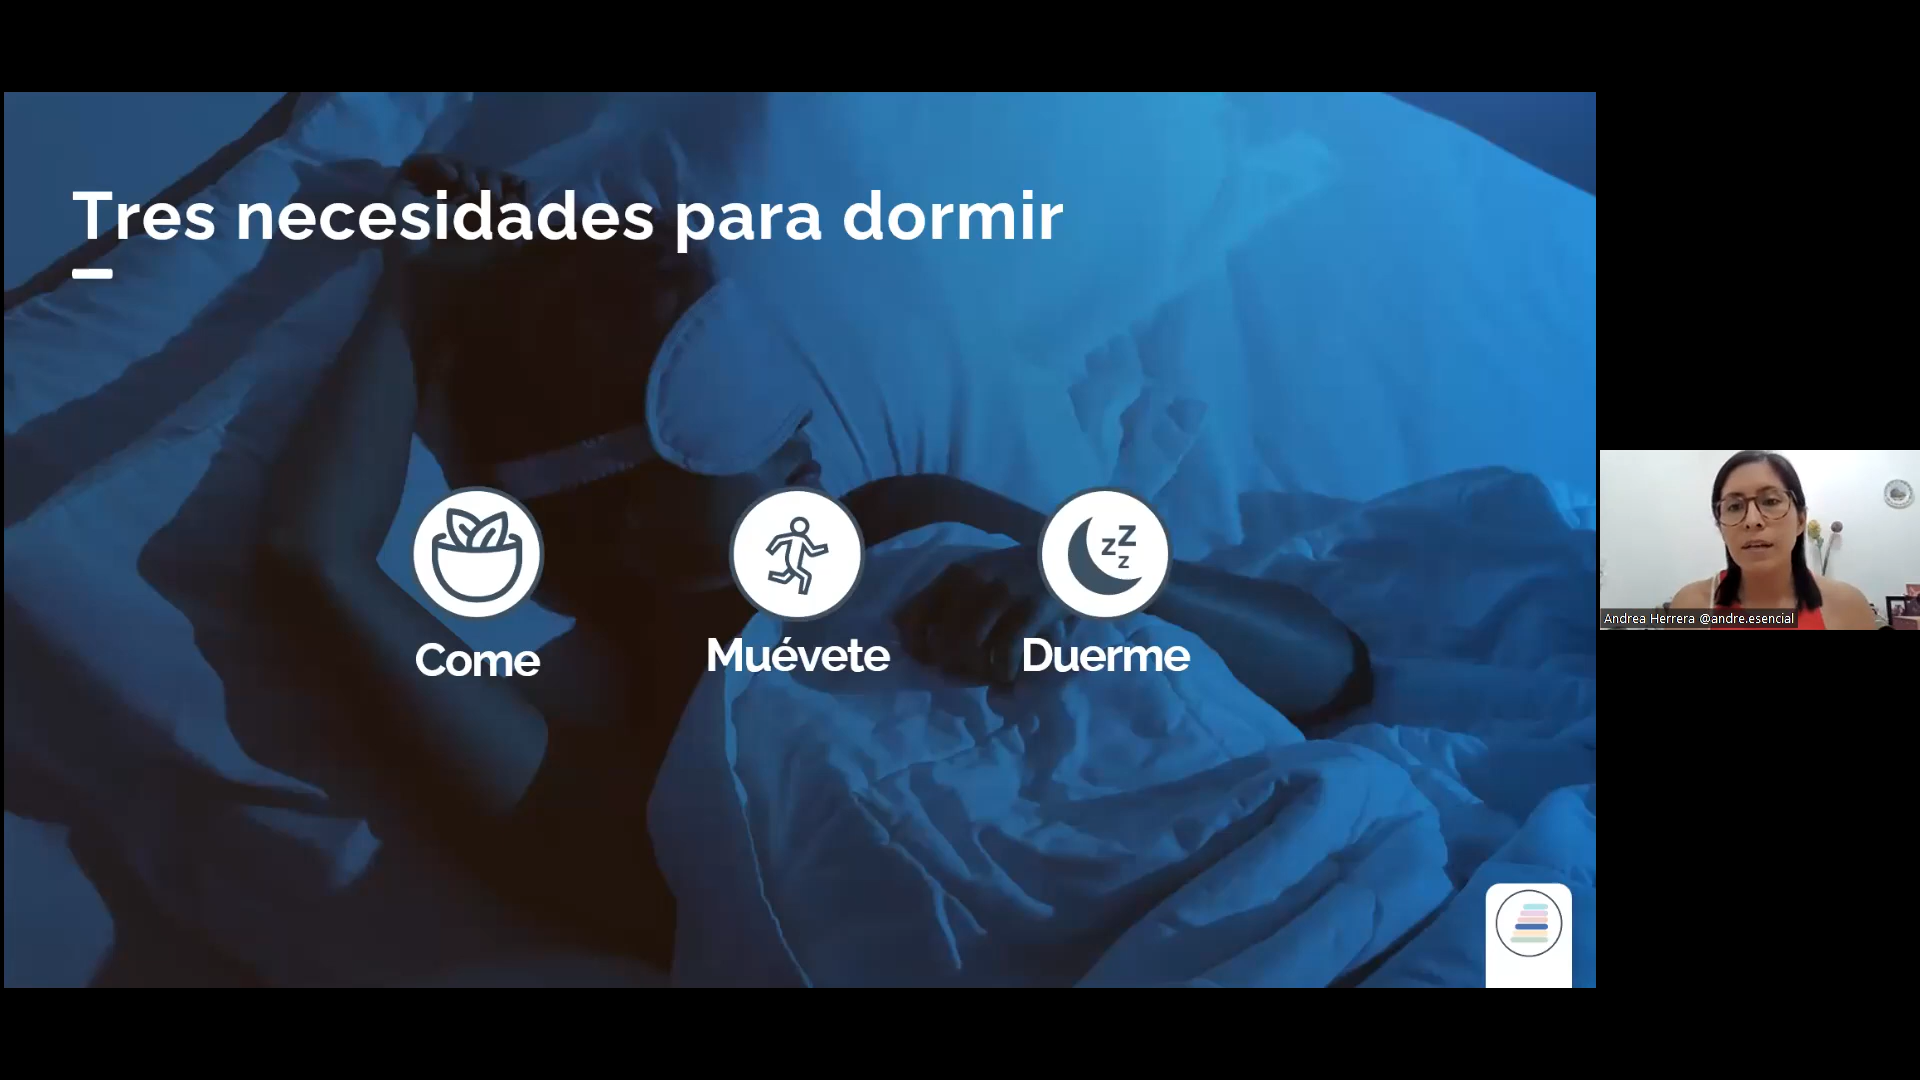 Tres necesidades para dormir
z z z
Come
Muévete
Duerme
Andrea Herrera @andre.esencial